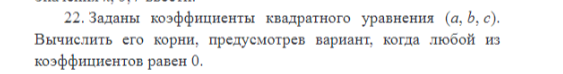 22. Заданы коэффициенты квадратного уравнения (a, b, c).
Вычислить его корни, предусмотрев вариант, когда любой из
коэффициентов равен 0.